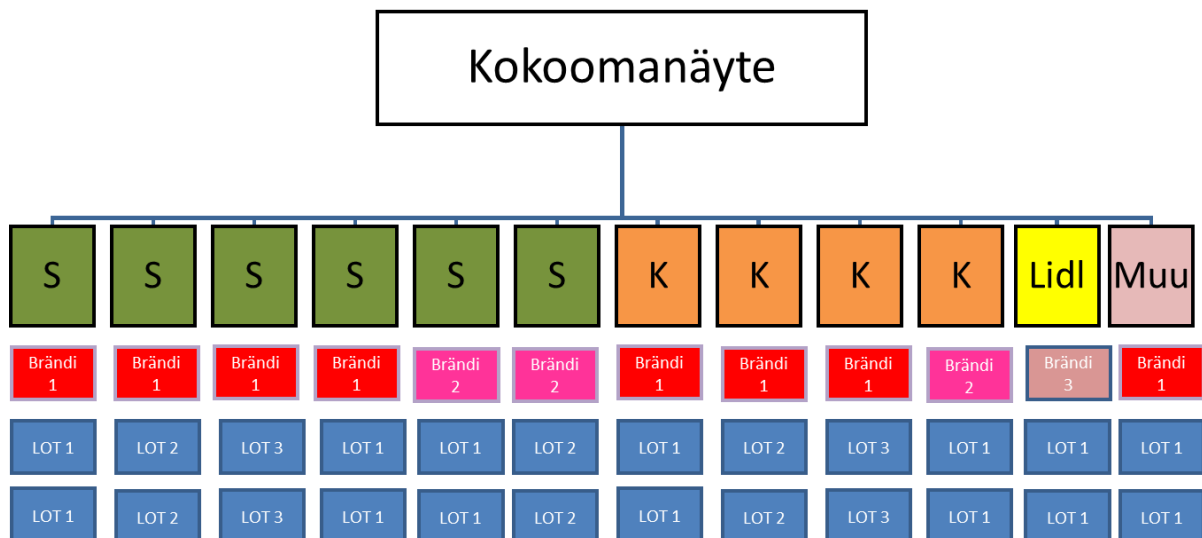 Kokoomanäyte
S S S S S S K K K K Lidl Muu
Brändi Brändi Brändi Brändi Brändi Brändi Brändi Brändi Brändi Brändi Brändi Brändi
1 1 1 1 2 2 1 1 1 2 3 1
LOT 1 LOT 2 LOT 3 LOT 1 LOT 1 LOT 2 LOT 1 LOT 2 LOT 3 LOT 1 LOT 1 LOT 1
LOT 1 LOT 2 LOT 3 LOT 1 LOT 1 LOT 2 LOT 1 LOT 2 LOT 3 LOT 1 LOT 1 LOT 1